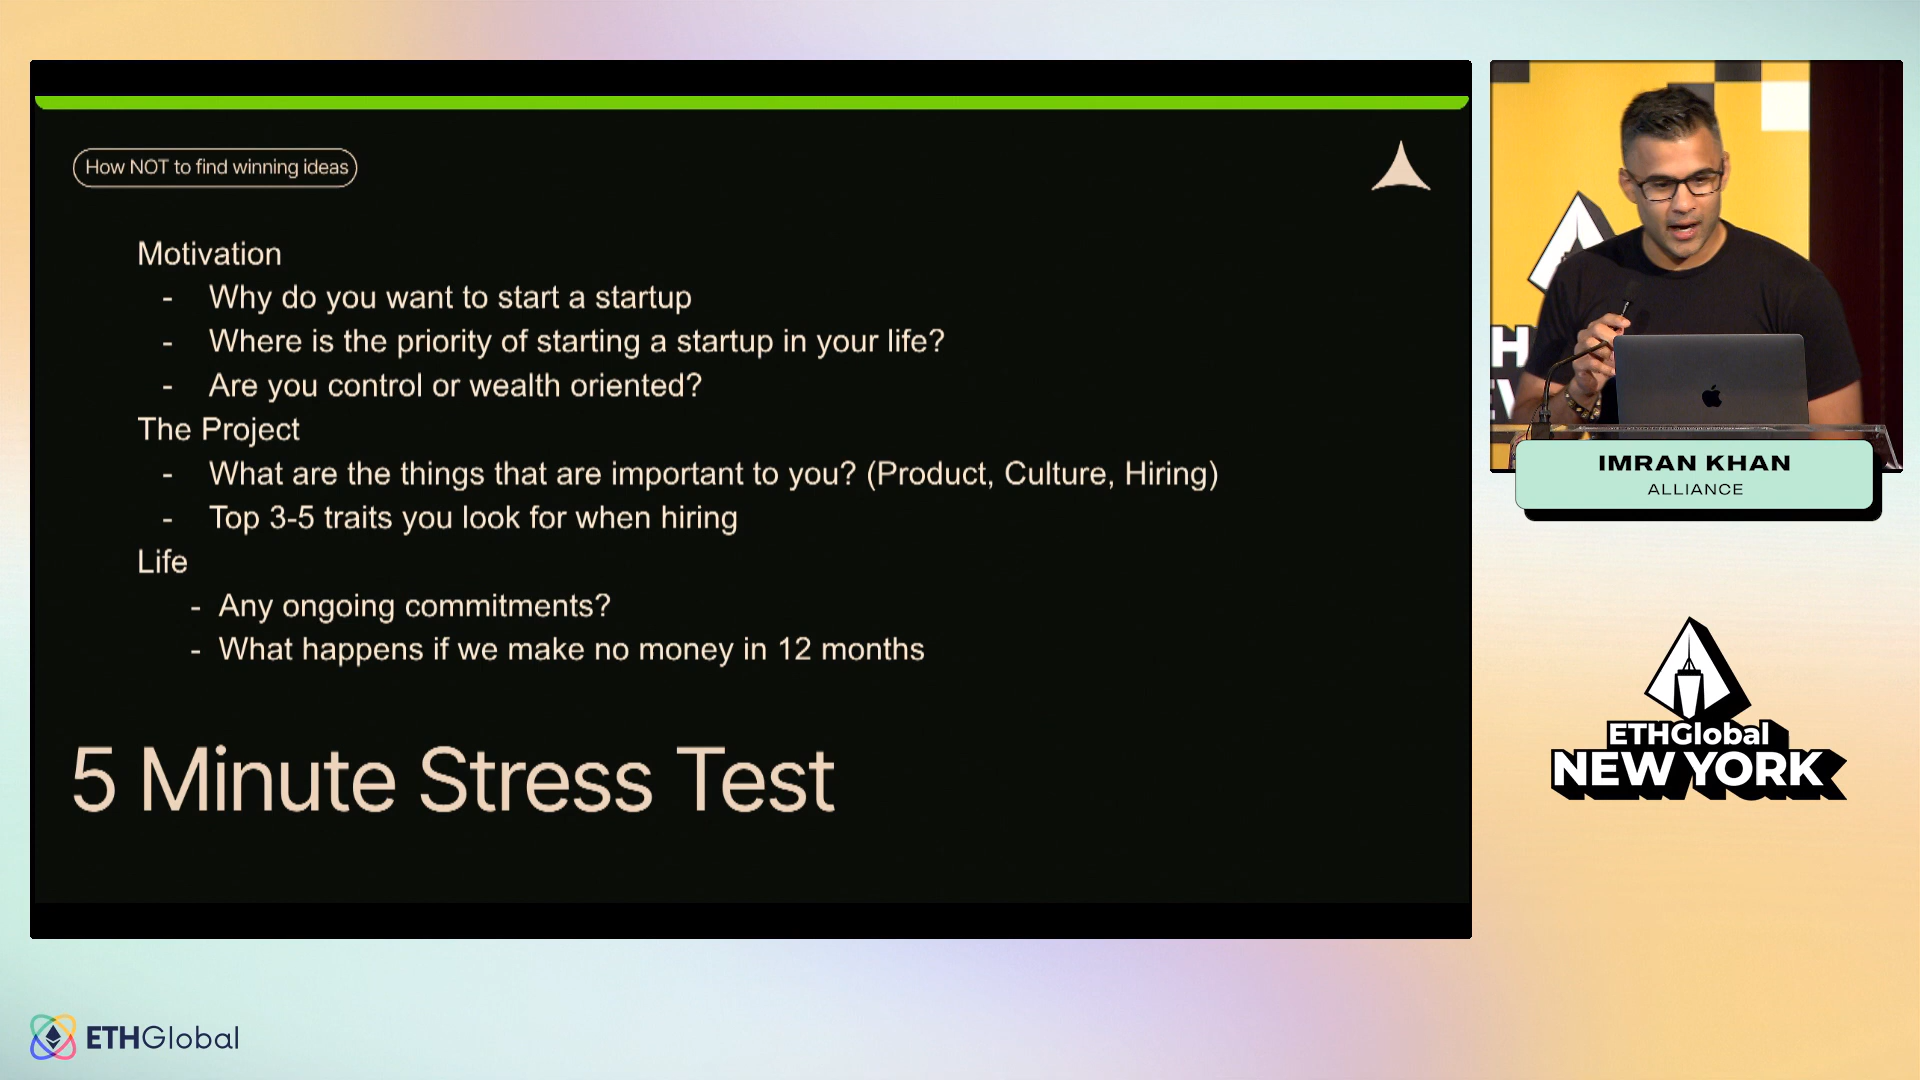 How NOT to find winning ideas
Motivation
- Why do you want to start a startup
- Where is the priority of starting a startup in your life?
- Are you control or wealth oriented?
The Project
- What are the things that are important to you? (Product, Culture, Hiring)
- Top 3-5 traits you look for when hiring
Life
- Any ongoing commitments?
- What happens if we make no money in 12 months
5 Minute Stress Test
IMRAN KHAN
ALLIANCE
ETHGlobal
NEW YORK
ETHGlobal